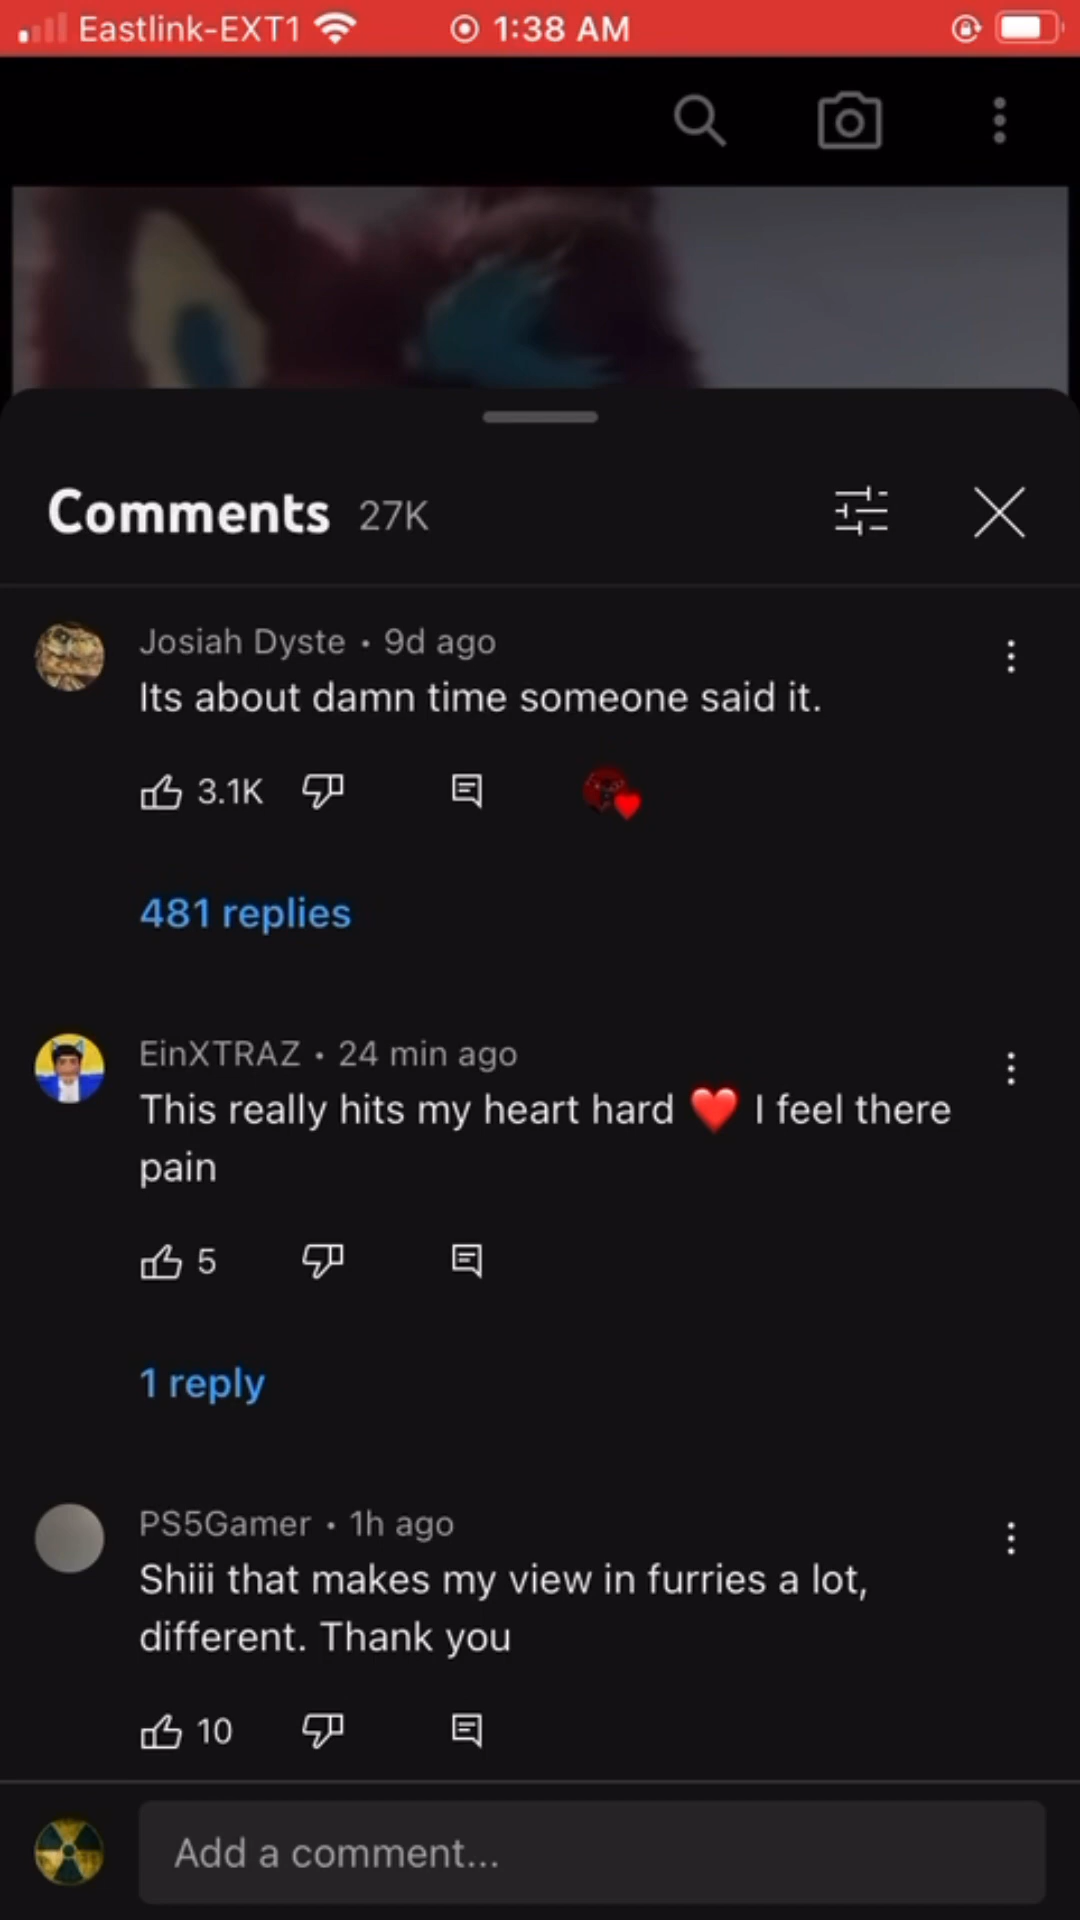 Eastlink-EXT1 1:38 AM
Comments 27K
Josiah Dyste • 9d ago
Its about damn time someone said it.
3.1K
481 replies
EinXTRAZ • 24 min ago
This really hits my heart hard ❤️ I feel there
pain
5
1 reply
PS5Gamer • 1h ago
Shiii that makes my view in furries a lot,
different. Thank you
10
Add a comment...